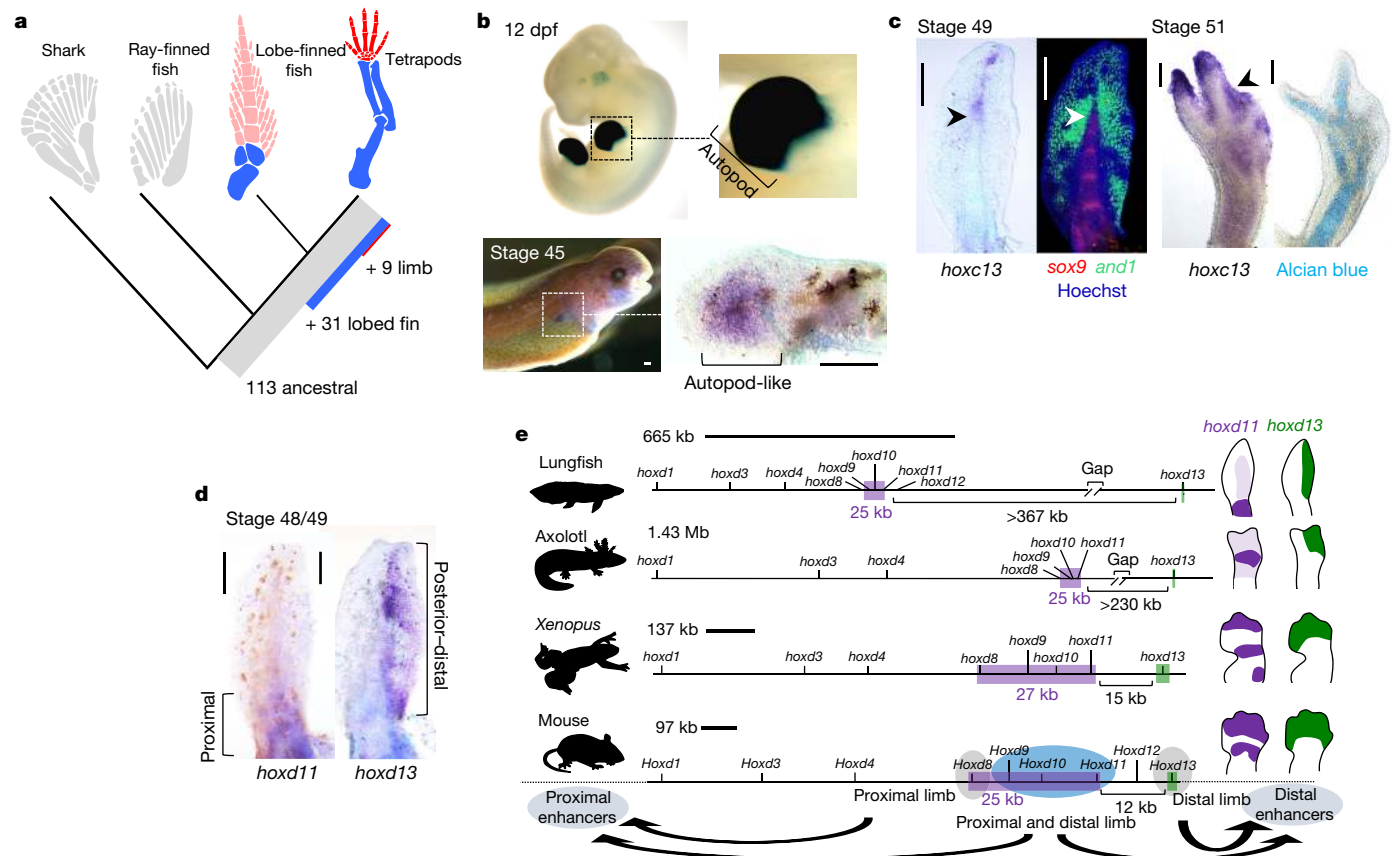 a
Shark
Ray-finned
fish
Lobe-finned
fish
Tetrapods
+ 9 limb
+ 31 lobed fin
113 ancestral
b
12 dpf
Autopod
Stage 45
Autopod-like
c
Stage 49
Stage 51
hoxc13
sox9 and1
Hoechst
hoxc13
Alcian blue
d
Stage 48/49
Proximal
Posterior–distal
hoxd11
hoxd13
e
hoxd11 hoxd13
665 kb
Lungfish
hoxd1
hoxd3
hoxd4
hoxd8
hoxd9
hoxd10
hoxd11
hoxd12
Gap
hoxd13
25 kb
>367 kb
Axolotl
1.43 Mb
hoxd1
hoxd3
hoxd4
hoxd8
hoxd9
hoxd10
hoxd11
Gap
hoxd13
25 kb
>230 kb
Xenopus
137 kb
hoxd1
hoxd3
hoxd4
hoxd8
hoxd9
hoxd10
hoxd11
hoxd13
27 kb
15 kb
Mouse
97 kb
Hoxd1
Hoxd3
Hoxd4
Hoxd8
Hoxd9
Hoxd10
Hoxd11
Hoxd12
Hoxd13
Proximal limb
25 kb
12 kb
Distal limb
Proximal
enhancers
Proximal and distal limb
Distal
enhancers